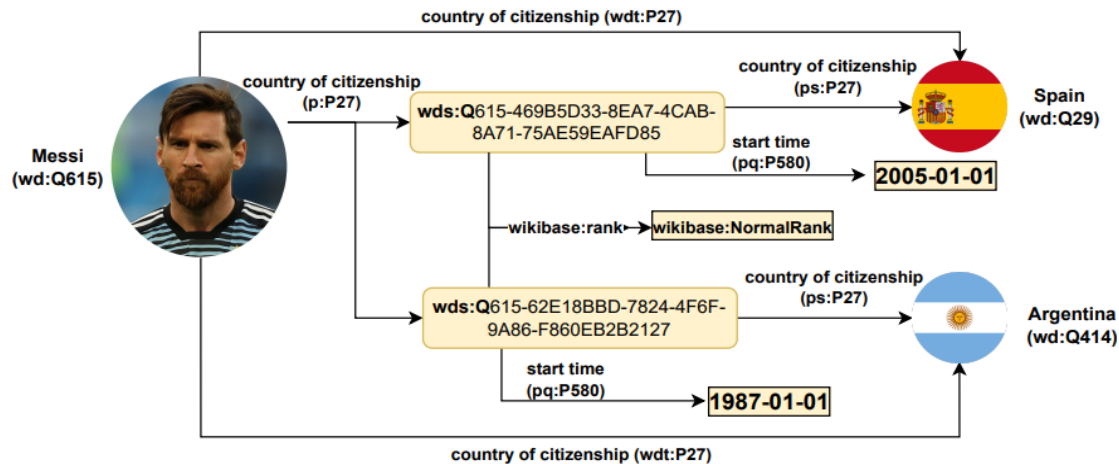 country of citizenship (wdt:P27)
country of citizenship
(p:P27)
country of citizenship
(ps:P27)
wds:Q615-469B5D33-8EA7-4CAB-
8A71-75AE59EAFD85
Spain
(wd:Q29)
start time
(pq:P580)
2005-01-01
Messi
(wd:Q615)
wikibase:rank
wikibase:NormalRank
country of citizenship
(ps:P27)
wds:Q615-62E18BBD-7824-4F6F-
9A86-F860EB2B2127
Argentina
(wd:Q414)
start time
(pq:P580)
1987-01-01
country of citizenship (wdt:P27)